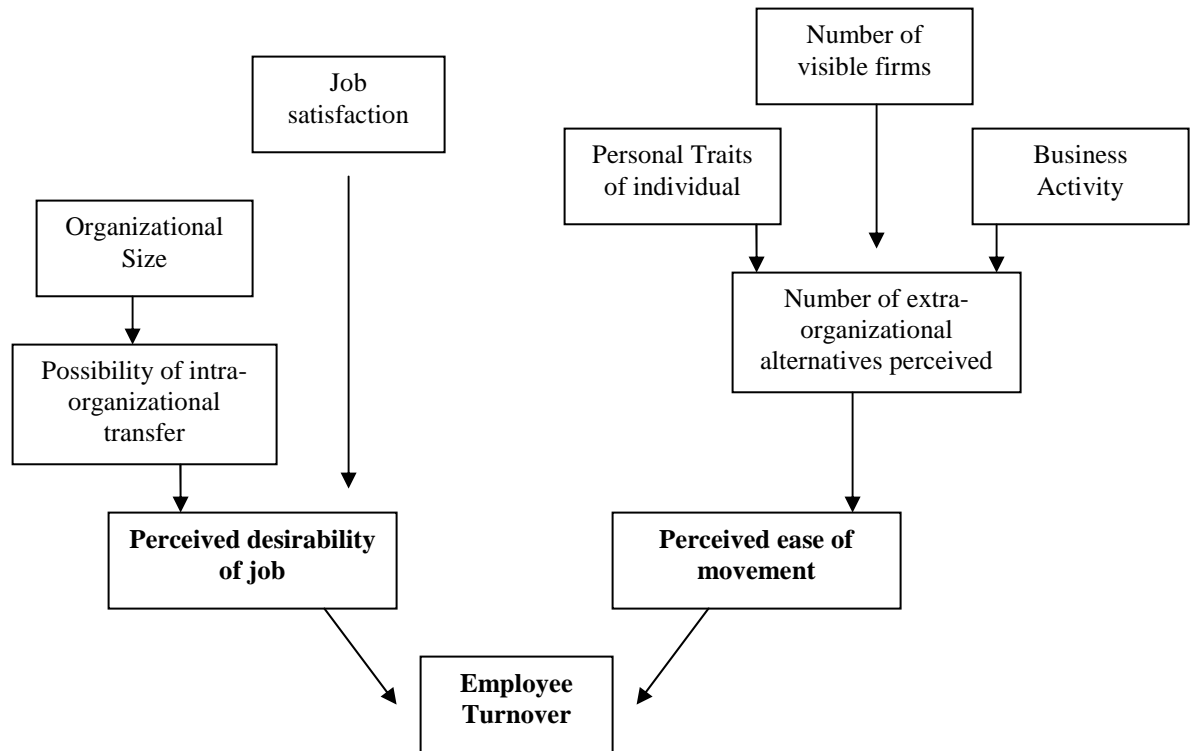 Number of
visible firms
Job
satisfaction
Personal Traits
of individual
Business
Activity
Organizational
Size
Number of extra-
organizational
alternatives perceived
Possibility of intra-
organizational
transfer
Perceived desirability
of job
Perceived ease of
movement
Employee
Turnover